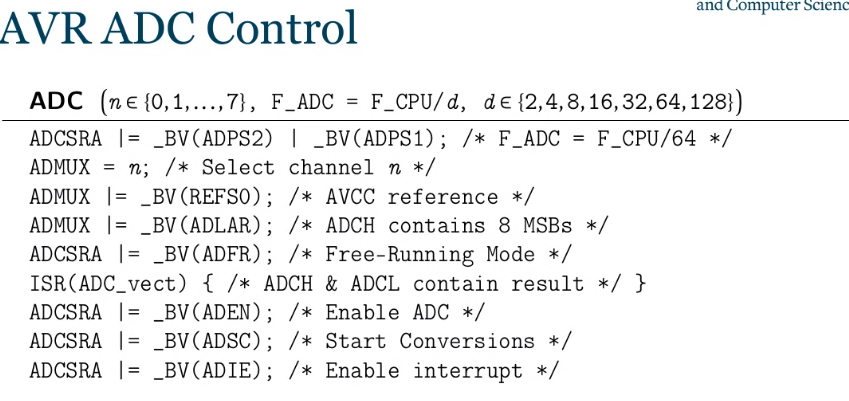 and Computer Scienc
AVR ADC Control
ADC (n ∈ {0,1,...,7}, F_ADC = F_CPU/d, d ∈ {2,4,8,16,32,64,128})
ADCSRA |= _BV(ADPS2) | _BV(ADPS1); /* F_ADC = F_CPU/64 */
ADMUX = n; /* Select channel n */
ADMUX |= _BV(REFS0); /* AVCC reference */
ADMUX |= _BV(ADLAR); /* ADCH contains 8 MSBs */
ADCSRA |= _BV(ADFR); /* Free-Running Mode */
ISR(ADC_vect) { /* ADCH & ADCL contain result */ }
ADCSRA |= _BV(ADEN); /* Enable ADC */
ADCSRA |= _BV(ADSC); /* Start Conversions */
ADCSRA |= _BV(ADIE); /* Enable interrupt */